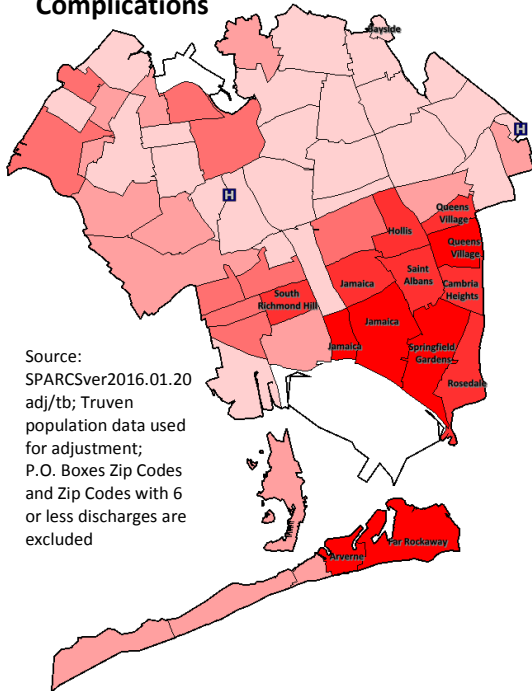 Complications
Bayside
H
H
Queens
Village
Hollis
Queens
Village
Saint
Albans
Cambria
Heights
Jamaica
South
Richmond Hill
Jamaica
Jamaica
Springfield
Gardens
Rosedale
Source:
SPARCSver2016.01.20
adj/tb; Truven
population data used
for adjustment;
P.O. Boxes Zip Codes
and Zip Codes with 6
or less discharges are
excluded
Far Rockaway
Arverne